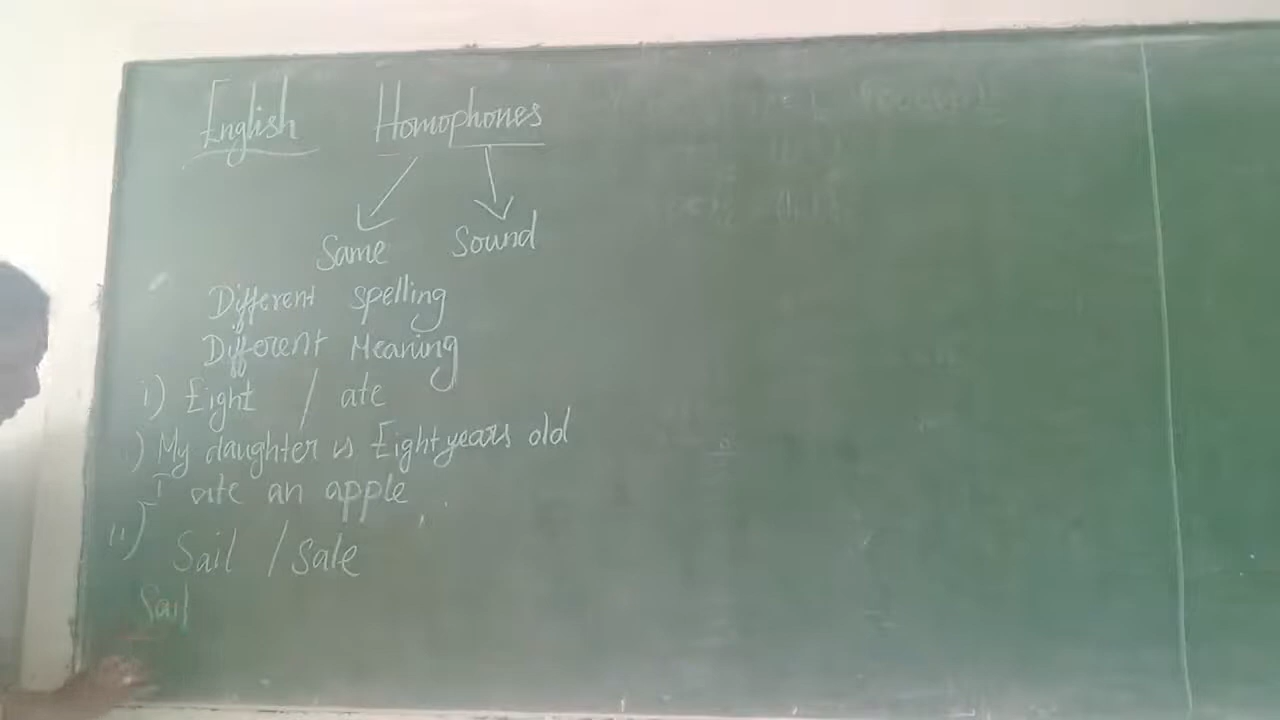 English Homophones
Same Sound
Different spelling
Different Meaning
i) Eight / ate
) My daughter is Eight years old
I ate an apple
ii) Sail / Sale
Sail